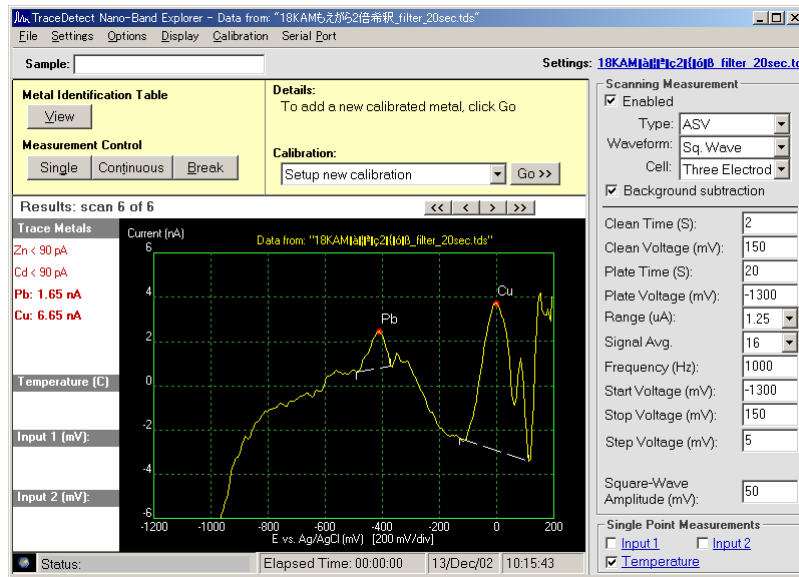 TraceDetect Nano-Band Explorer - Data from: "18KAMもえがら2倍希釈_filter_20sec.tds"
File Settings Options Display Calibration Serial Port
Sample:
Settings:
filter_20sec.td
Metal Identification Table
View
Measurement Control
Single Continuous Break
Details:
To add a new calibrated metal, click Go
Calibration:
Setup new calibration Go >>
Results: scan 6 of 6 << < > >>
Trace Metals
Zn < 90 pA
Cd < 90 pA
Pb: 1.65 nA
Cu: 6.65 nA
Temperature (C)
Input 1 (mV):
Input 2 (mV):
Current (nA)
Data from:
filter_20sec.tds"
6
4
2
0
-2
-4
-6
Pb
Cu
-1200 -1000 -800 -600 -400 -200 0 200
E vs. Ag/AgCl (mV) [200 mV/div]
Status: Elapsed Time: 00:00:00 13/Dec/02 10:15:43
Scanning Measurement
Enabled
Type: ASV
Waveform: Sq. Wave
Cell: Three Electrod
Background subtraction
Clean Time (S): 2
Clean Voltage (mV): 150
Plate Time (S): 20
Plate Voltage (mV): -1300
Range (uA): 1.25
Signal Avg. 16
Frequency (Hz): 1000
Start Voltage (mV): -1300
Stop Voltage (mV): 150
Step Voltage (mV): 5
Square-Wave
Amplitude (mV): 50
Single Point Measurements
Input 1 Input 2
Temperature